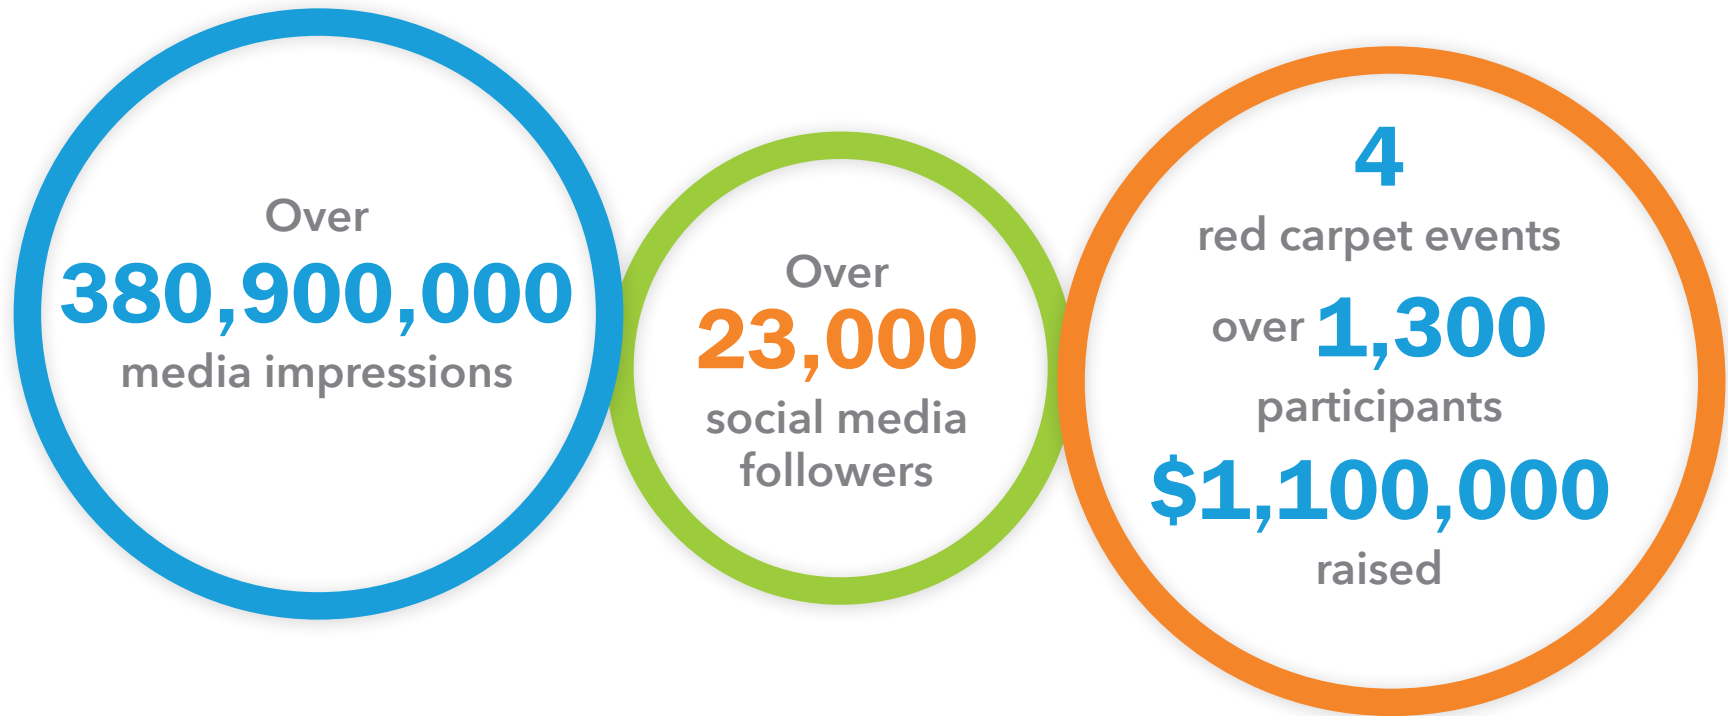 Over
380,900,000
media impressions
Over
23,000
social media
followers
4
red carpet events
over 1,300
participants
$1,100,000
raised